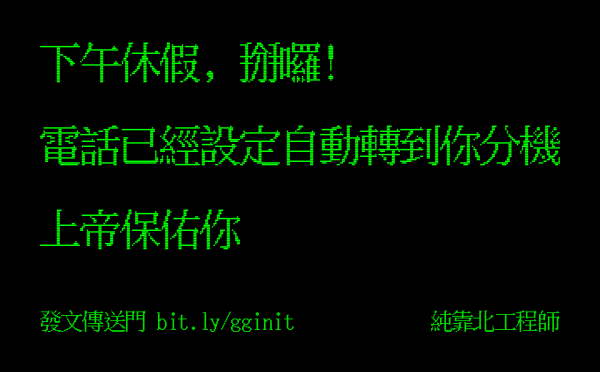 下午休假, 掰囉!
電話已經設定自動轉到你分機
上帝保佑你
發文傳送門 bit.ly/gginit
純靠北工程師